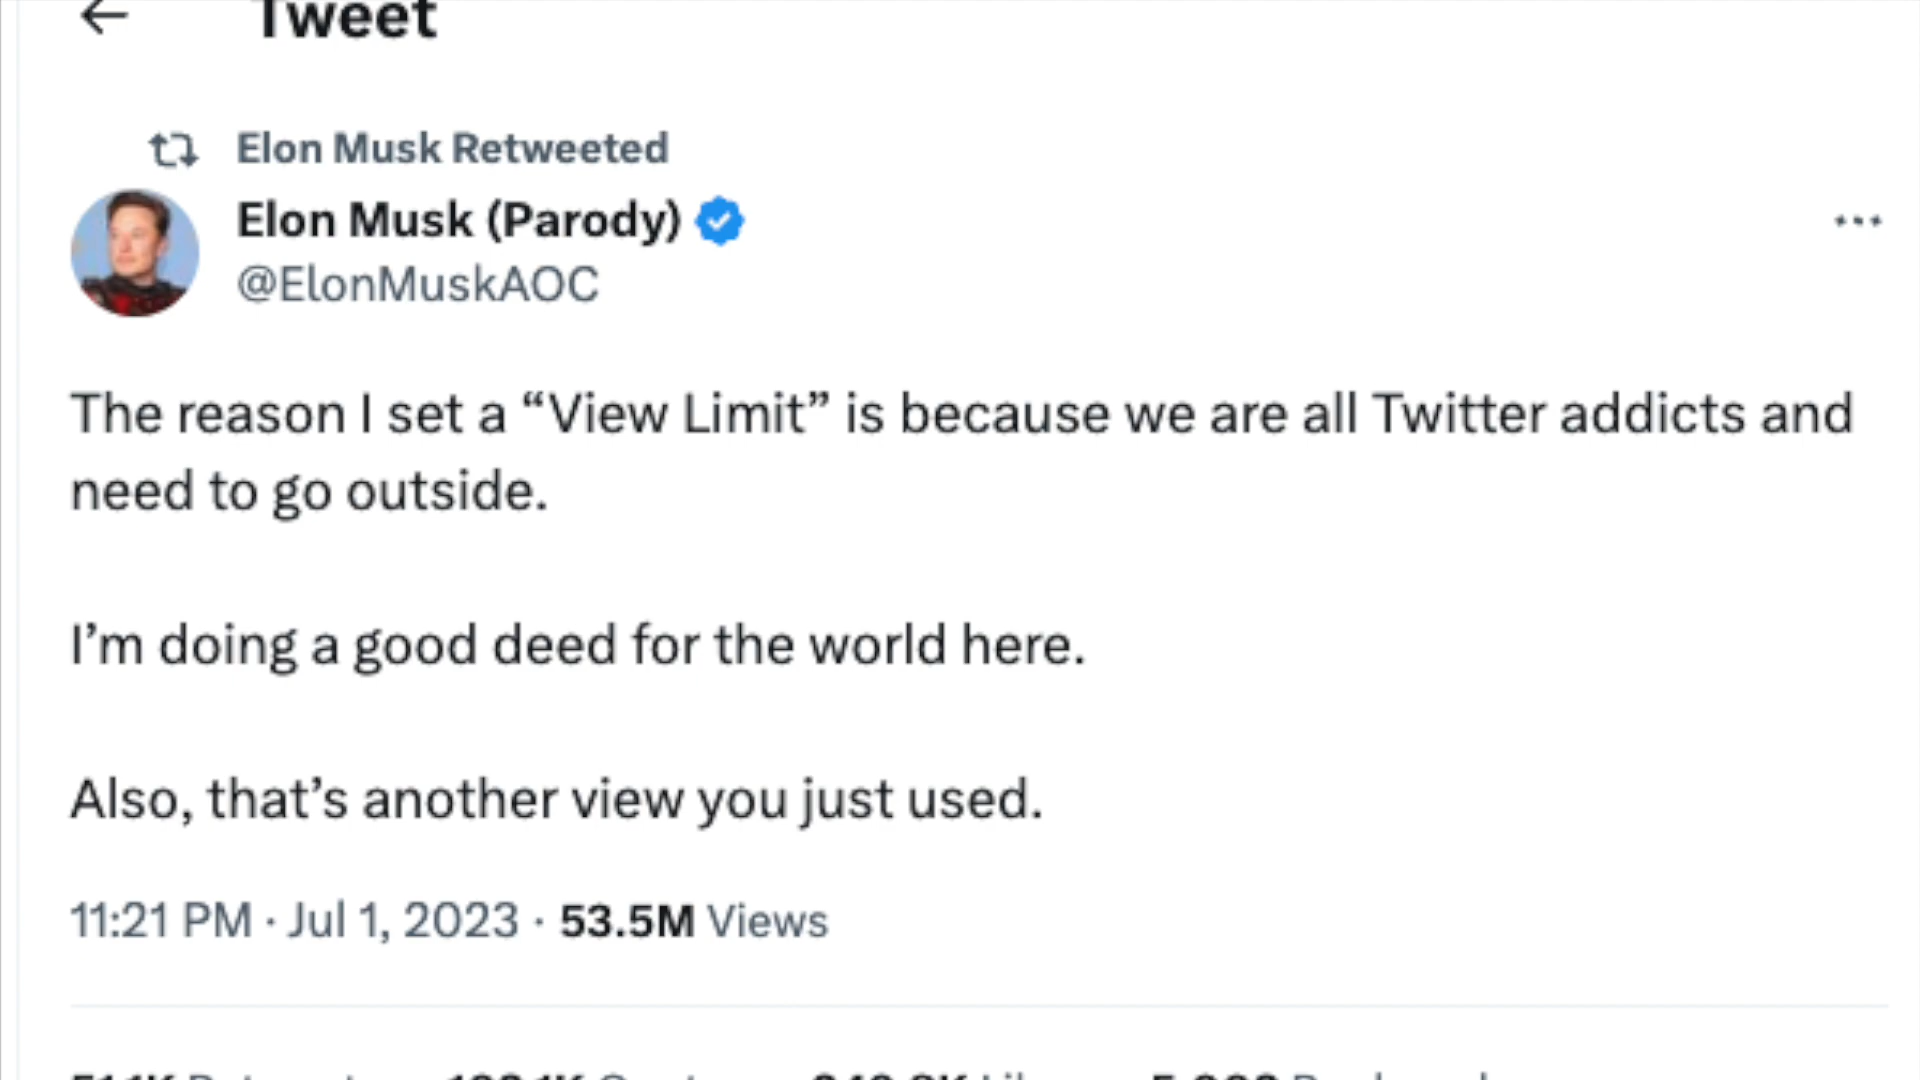 Tweet
Elon Musk Retweeted
Elon Musk (Parody)
@ElonMuskAOC
The reason I set a “View Limit” is because we are all Twitter addicts and
need to go outside.
I’m doing a good deed for the world here.
Also, that’s another view you just used.
11:21 PM · Jul 1, 2023 · 53.5M Views